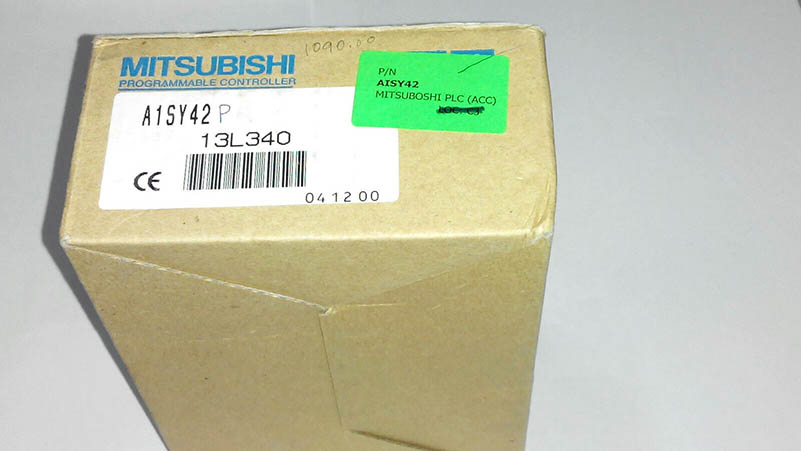 1090.00
MITSUBISHI
PROGRAMMABLE CONTROLLER
A1SY42P
13L340
CE
041200
P/N
AISY42
MITSUBOSHI PLC (ACC)